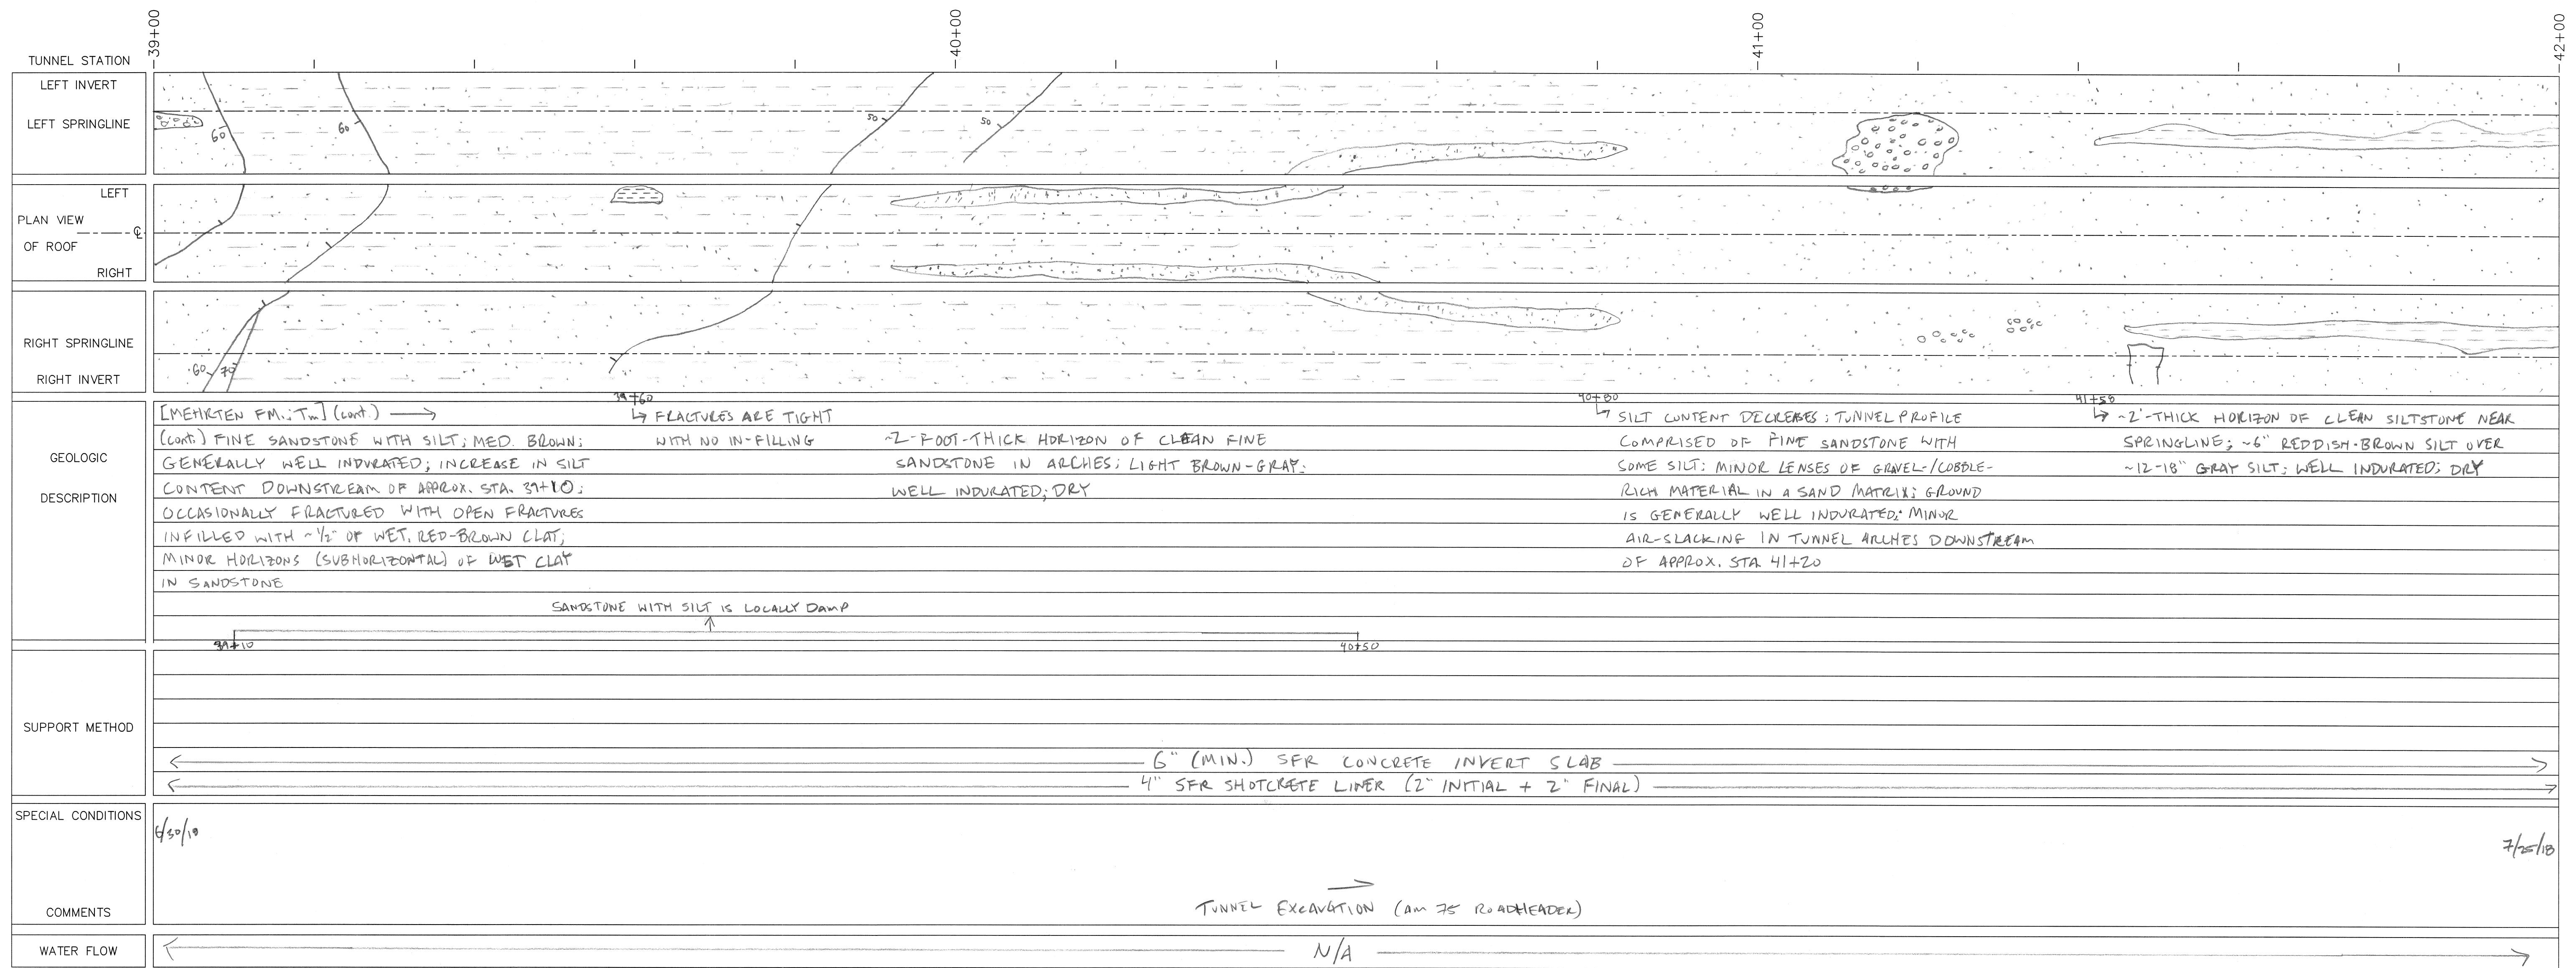 39+00
40+00
41+00
42+00
TUNNEL STATION
LEFT INVERT
LEFT SPRINGLINE
60
60
50
50
LEFT
PLAN VIEW
℄
OF ROOF
RIGHT
RIGHT SPRINGLINE
RIGHT INVERT
60
70
39+60
40+80
41+58
GEOLOGIC
DESCRIPTION
[MEHRTEN FM.; Tm] (cont.)
(cont.) FINE SANDSTONE WITH SILT; MED. BROWN;
GENERALLY WELL INDURATED; INCREASE IN SILT
CONTENT DOWNSTREAM OF APPROX. STA. 39+10;
OCCASIONALLY FRACTURED WITH OPEN FRACTURES
INFILLED WITH ~1/2" OF WET, RED-BROWN CLAY;
MINOR HORIZONS (SUBHORIZONTAL) OF WET CLAY
IN SANDSTONE
FRACTURES ARE TIGHT
WITH NO IN-FILLING
~2-FOOT-THICK HORIZON OF CLEAN FINE
SANDSTONE IN ARCHES; LIGHT BROWN-GRAY;
WELL INDURATED; DRY
SILT CONTENT DECREASES; TUNNEL PROFILE
COMPRISED OF FINE SANDSTONE WITH
SOME SILT; MINOR LENSES OF GRAVEL-/COBBLE-
RICH MATERIAL IN A SAND MATRIX; GROUND
IS GENERALLY WELL INDURATED; MINOR
AIR-SLACKING IN TUNNEL ARCHES DOWNSTREAM
OF APPROX. STA. 41+20
~2'-THICK HORIZON OF CLEAN SILTSTONE NEAR
SPRINGLINE; ~6" REDDISH-BROWN SILT OVER
~12-18" GRAY SILT; WELL INDURATED; DRY
SANDSTONE WITH SILT IS LOCALLY DAMP
39+10
40+50
SUPPORT METHOD
6" (MIN.) SFR CONCRETE INVERT SLAB
4" SFR SHOTCRETE LINER (2" INITIAL + 2" FINAL)
SPECIAL CONDITIONS
6/30/18
7/25/18
COMMENTS
TUNNEL EXCAVATION (AM 75 ROADHEADER)
WATER FLOW
N/A